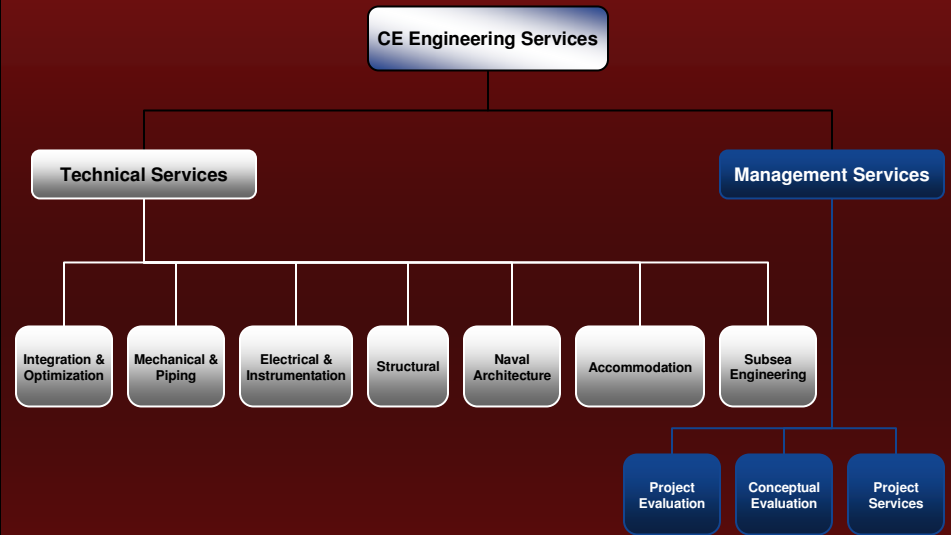 CE Engineering Services
Technical Services
Management Services
Integration &
Optimization
Mechanical &
Piping
Electrical &
Instrumentation
Structural
Naval
Architecture
Accommodation
Subsea
Engineering
Project
Evaluation
Conceptual
Evaluation
Project
Services